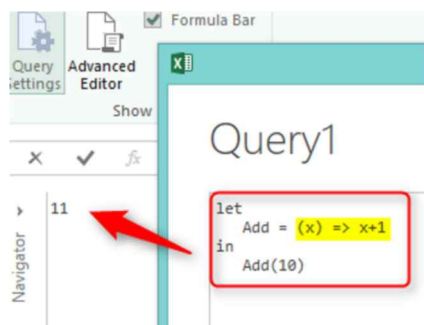 Formula Bar
Query Settings
Advanced Editor
Show
fx
Query1
11
Navigator
let
Add = (x) => x+1
in
Add(10)